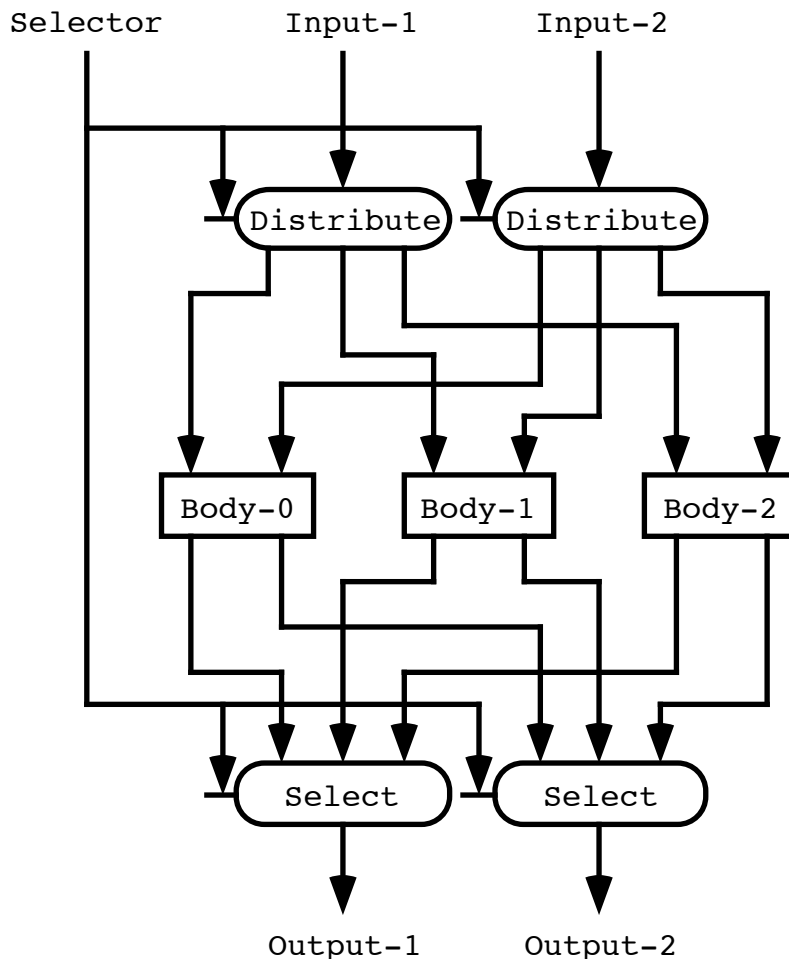 Selector Input-1 Input-2
Distribute Distribute
Body-0 Body-1 Body-2
Select Select
Output-1 Output-2